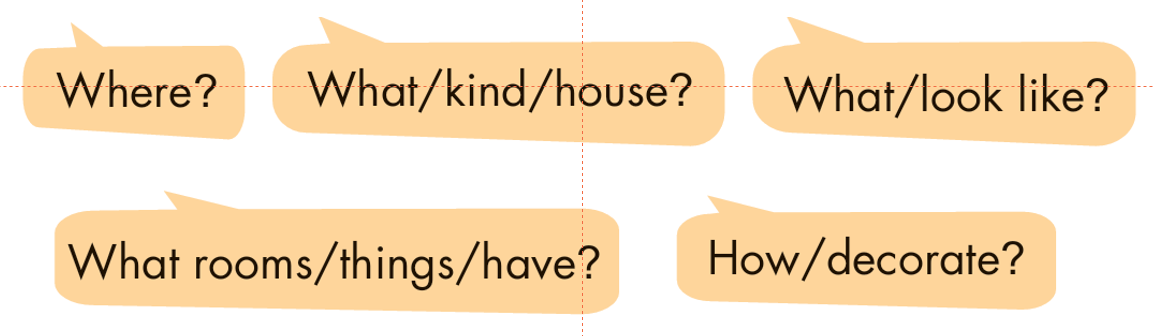 Where?
What/kind/house?
What/look like?
What rooms/things/have?
How/decorate?